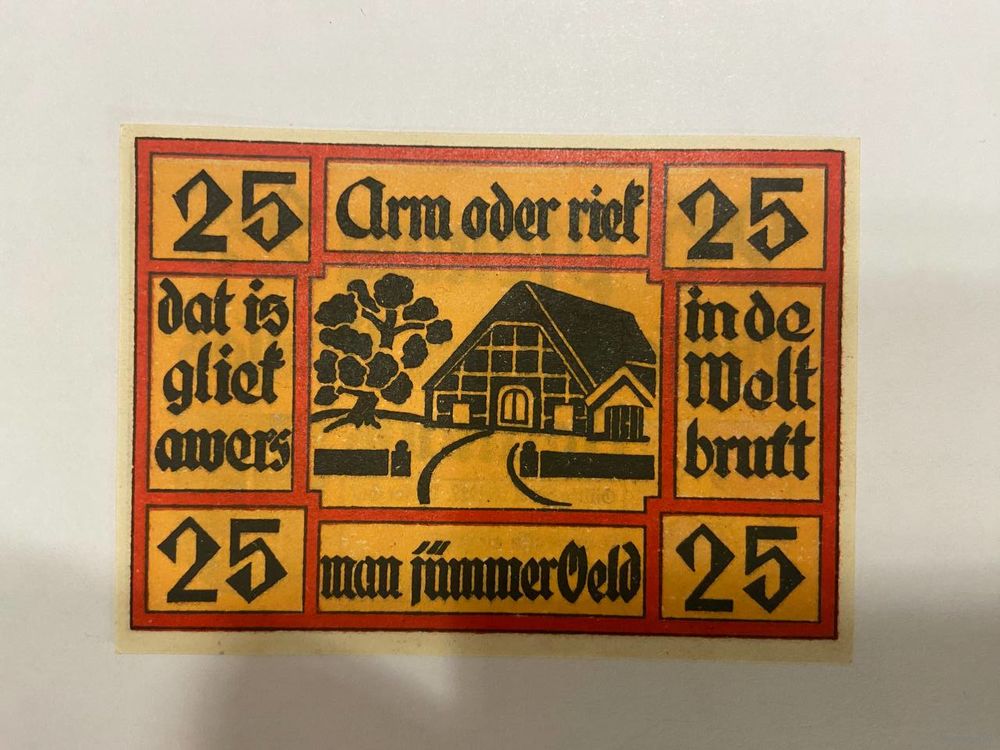 25
Arm oder riek
25
dat is
gliek
awers
in de
Welt
brukt
25
man jümmer Geld
25